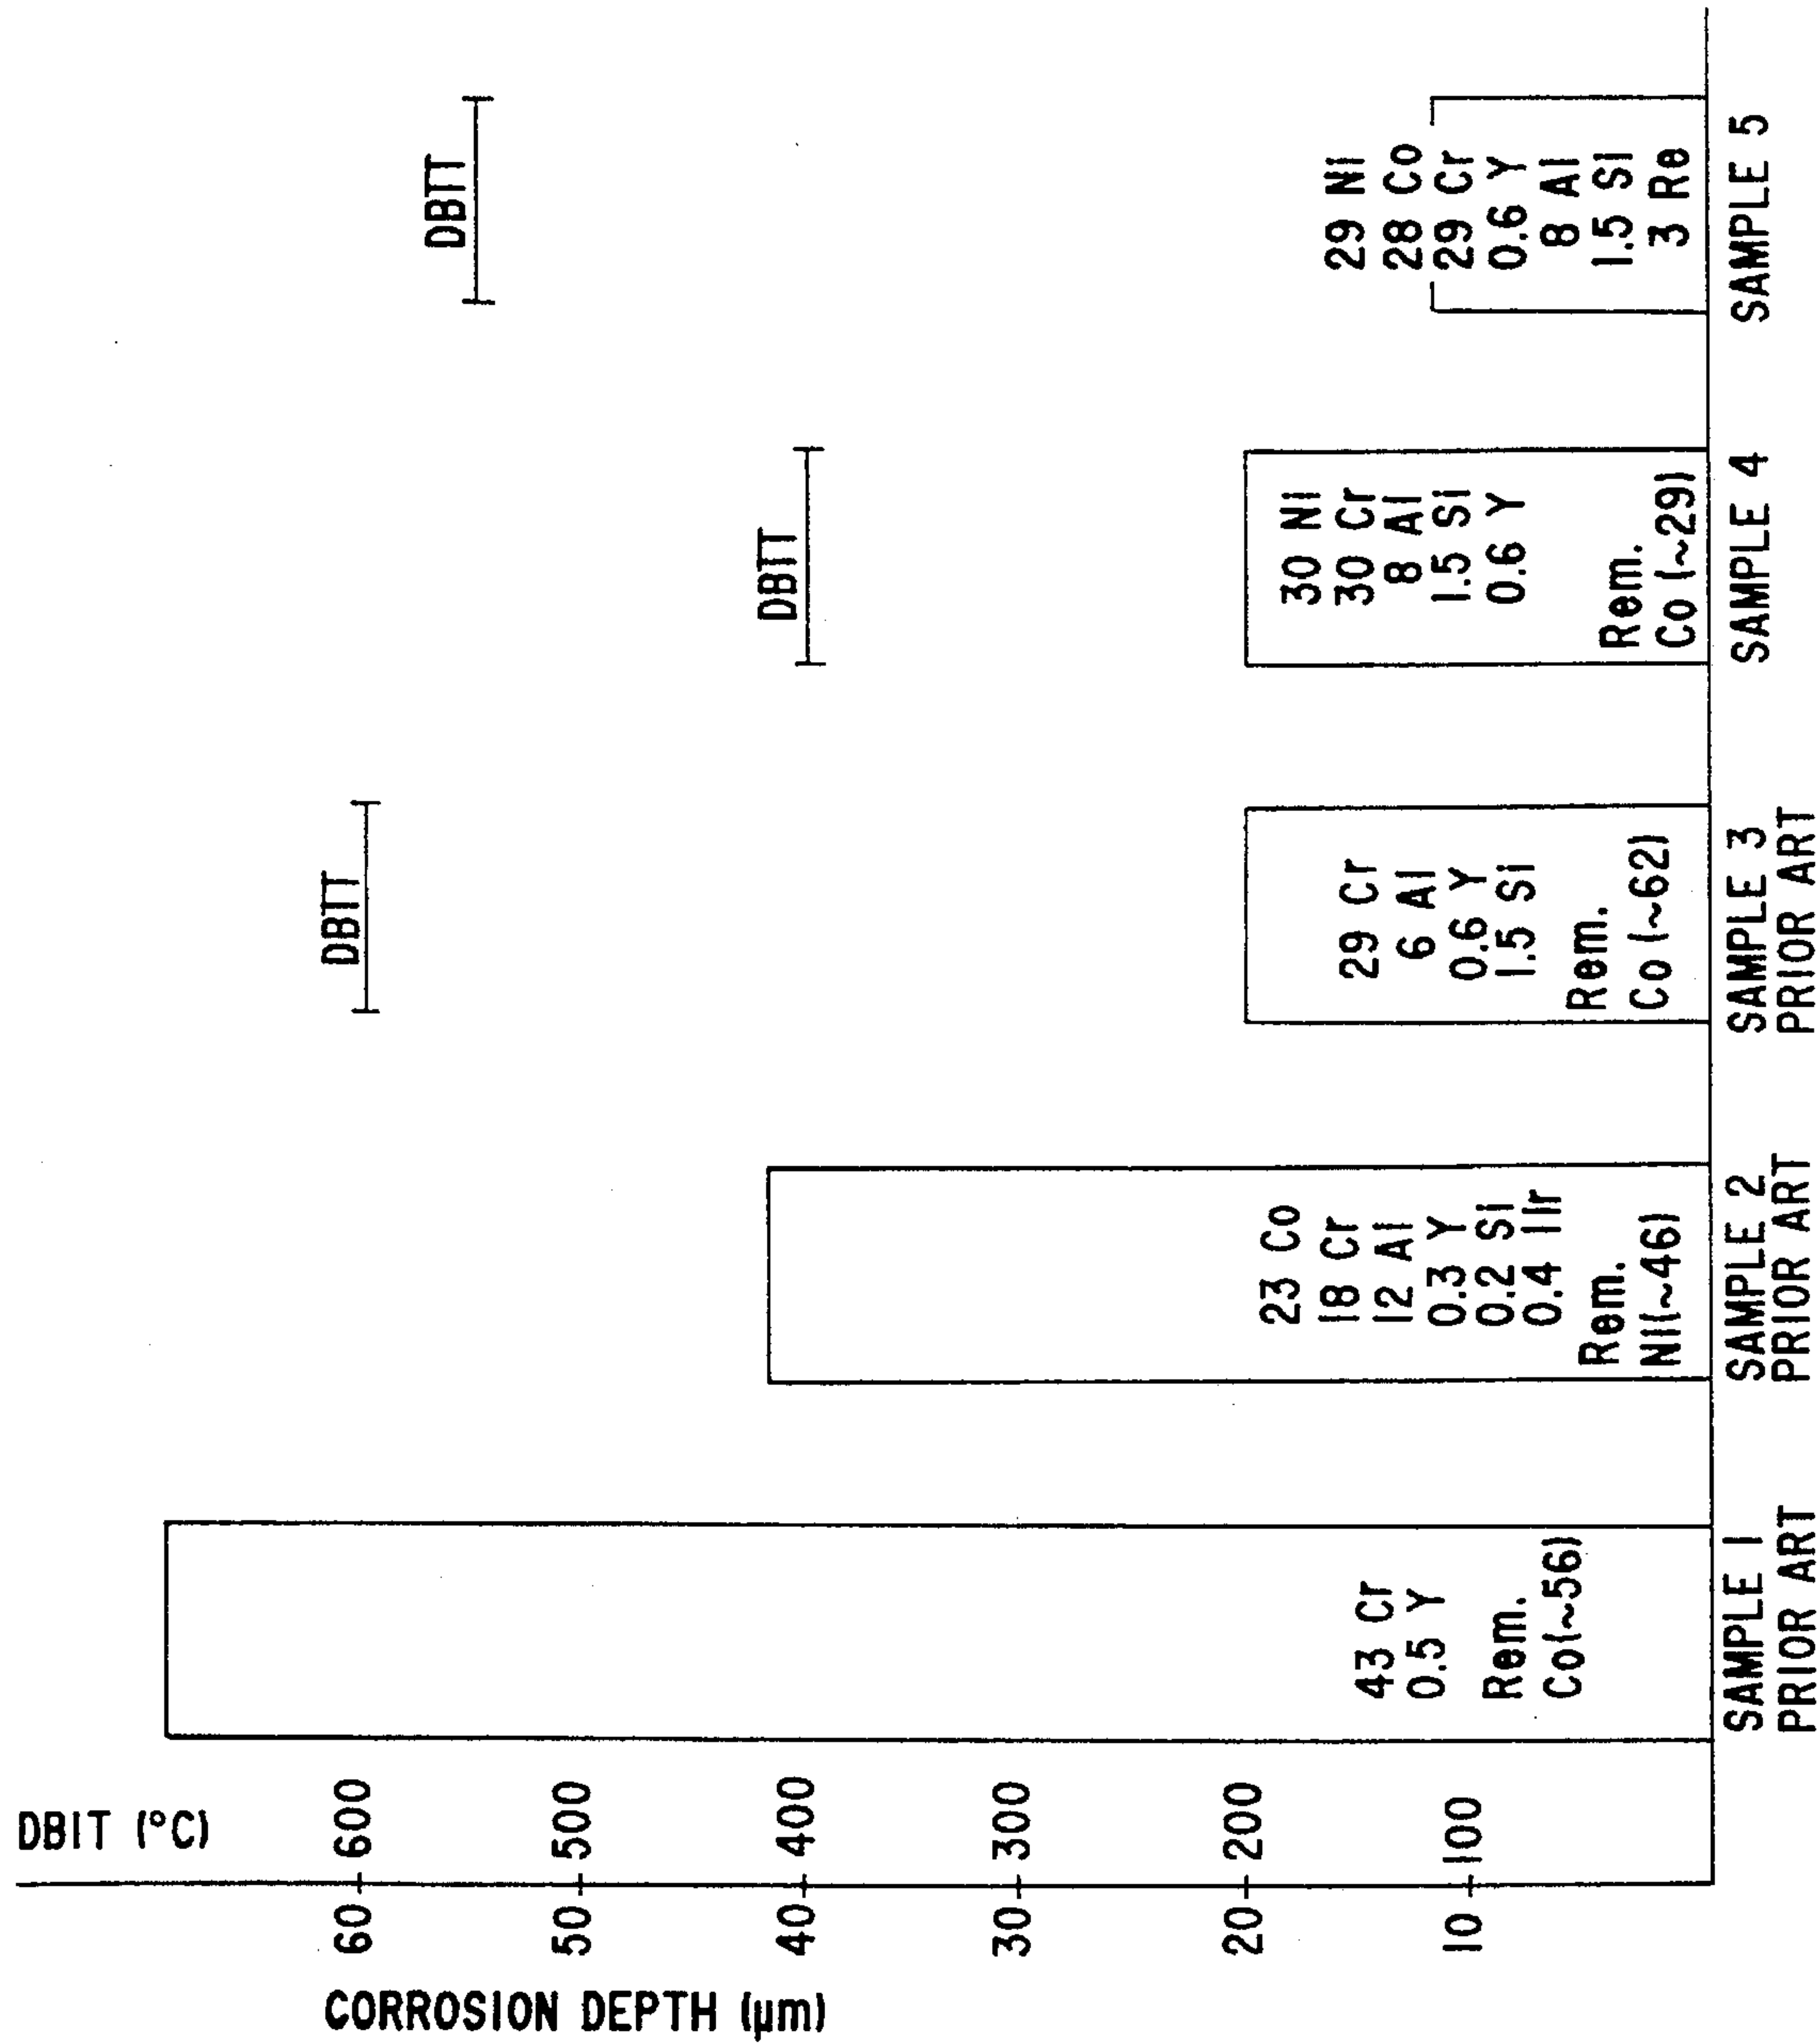 DBIT (°C)
CORROSION DEPTH (µm)
60
600
50
500
40
400
30
300
20
200
10
100
43 Cr
0.5 Y
Rem.
Co(~56)
SAMPLE 1
PRIOR ART
23 Co
18 Cr
12 Al
0.3 Y
0.2 Si
Rem.
Ni(~46)
SAMPLE 2
PRIOR ART
DBTT
29 Cr
6 Al
0.6 Y
1.5 Si
Rem.
Co (~62)
SAMPLE 3
PRIOR ART
DBTT
30 Ni
30 Cr
8 Al
1.5 Si
0.6 Y
Rem.
Co (~29)
SAMPLE 4
DBTT
29 Ni
28 Co
29 Cr
0.6 Y
8 Al
1.5 Si
3 Re
SAMPLE 5